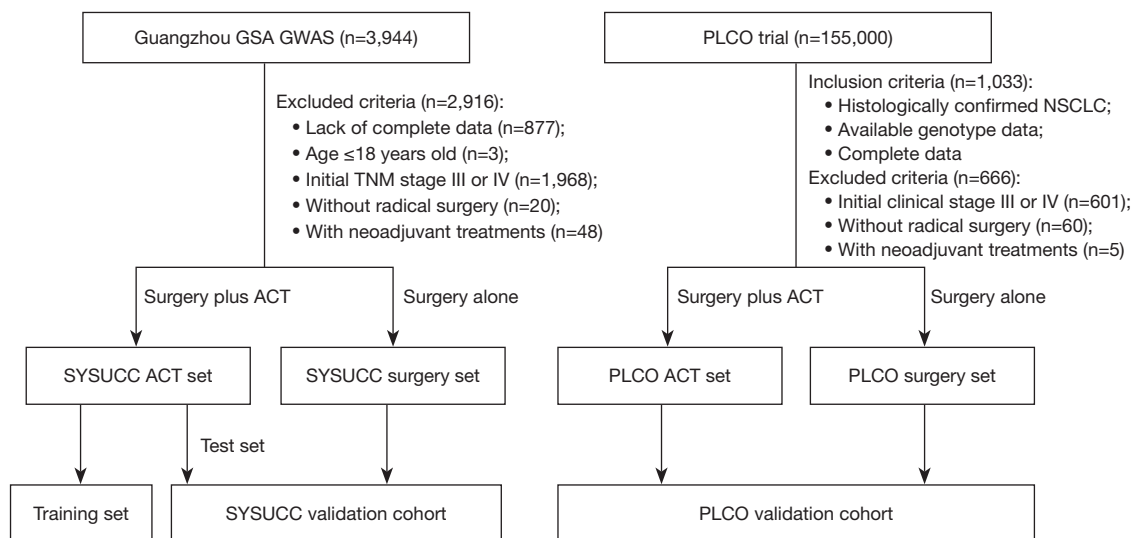 Guangzhou GSA GWAS (n=3,944)
Excluded criteria (n=2,916):
• Lack of complete data (n=877);
• Age ≤18 years old (n=3);
• Initial TNM stage III or IV (n=1,968);
• Without radical surgery (n=20);
• With neoadjuvant treatments (n=48)
Surgery plus ACT
Surgery alone
SYSUCC ACT set
SYSUCC surgery set
Test set
Training set
SYSUCC validation cohort
PLCO trial (n=155,000)
Inclusion criteria (n=1,033):
• Histologically confirmed NSCLC;
• Available genotype data;
• Complete data
Excluded criteria (n=666):
• Initial clinical stage III or IV (n=601);
• Without radical surgery (n=60);
• With neoadjuvant treatments (n=5)
Surgery plus ACT
Surgery alone
PLCO ACT set
PLCO surgery set
PLCO validation cohort